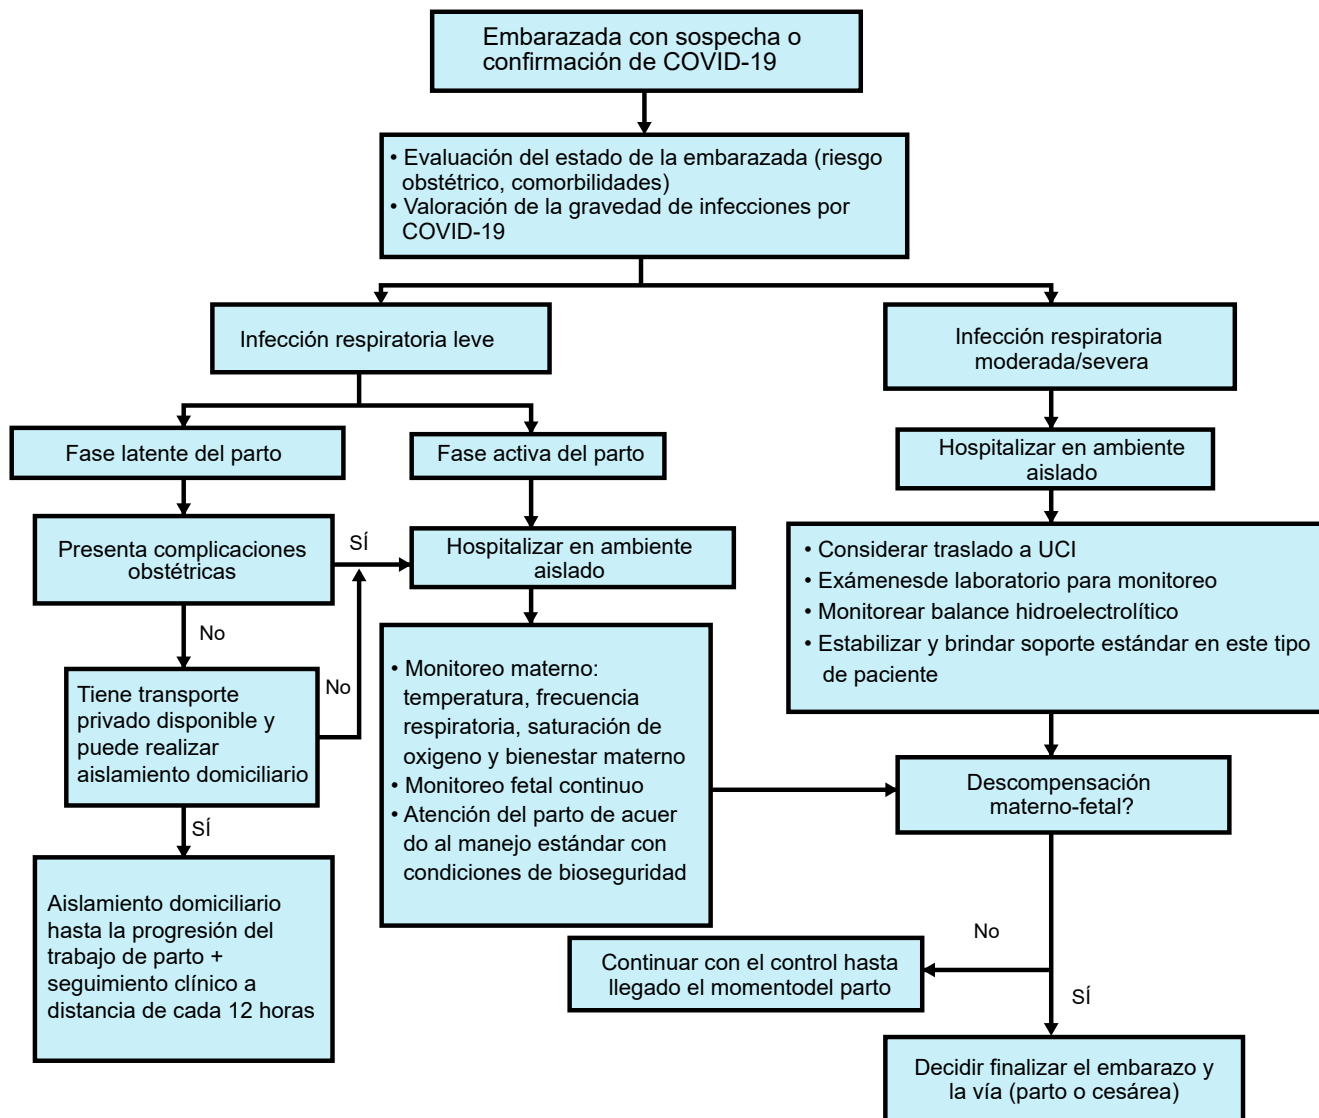 Embarazada con sospecha o
confirmación de COVID-19
• Evaluación del estado de la embarazada (riesgo
obstétrico, comorbilidades)
• Valoración de la gravedad de infecciones por
COVID-19
Infección respiratoria leve
Infección respiratoria
moderada/severa
Fase latente del parto
Fase activa del parto
Hospitalizar en ambiente
aislado
Presenta complicaciones
obstétricas
SÍ
Hospitalizar en ambiente
aislado
• Considerar traslado a UCI
• Exámenesde laboratorio para monitoreo
• Monitorear balance hidroelectrolítico
• Estabilizar y brindar soporte estándar en este tipo
de paciente
No
Tiene transporte
privado disponible y
puede realizar
aislamiento domiciliario
No
• Monitoreo materno:
temperatura, frecuencia
respiratoria, saturación de
oxigeno y bienestar materno
• Monitoreo fetal continuo
• Atención del parto de acuer
do al manejo estándar con
condiciones de bioseguridad
Descompensación
materno-fetal?
SÍ
Aislamiento domiciliario
hasta la progresión del
trabajo de parto +
seguimiento clínico a
distancia de cada 12 horas
No
Continuar con el control hasta
llegado el momentodel parto
SÍ
Decidir finalizar el embarazo y
la vía (parto o cesárea)